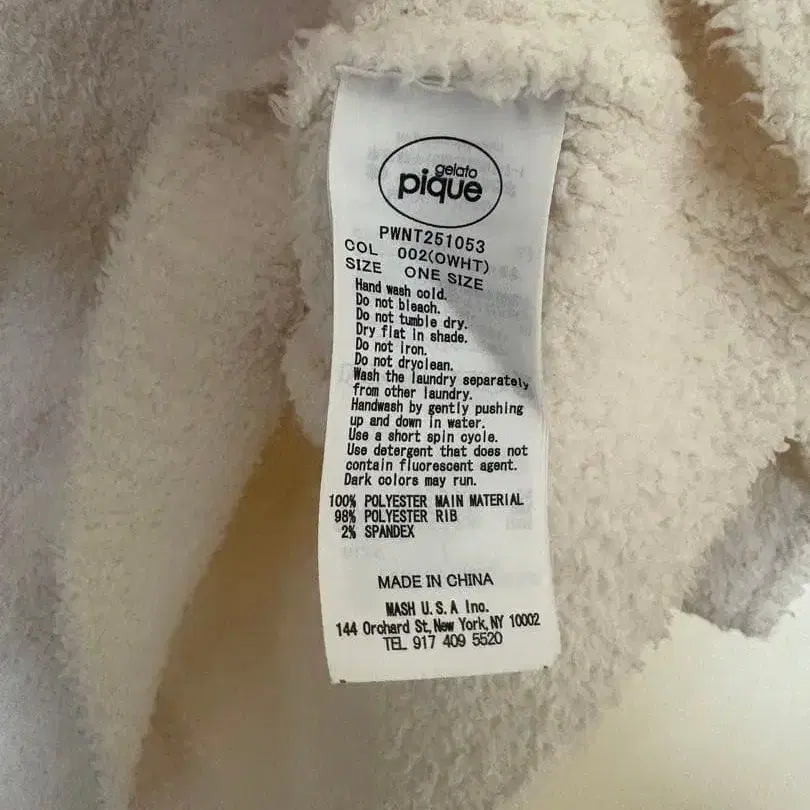 gelato
pique
PWNT251053
COL 002(OWHT)
SIZE ONE SIZE
Hand wash cold.
Do not bleach.
Do not tumble dry.
Dry flat in shade.
Do not iron.
Do not dryclean.
Wash the laundry separately
from other laundry.
Handwash by gently pushing
up and down in water.
Use a short spin cycle.
Use detergent that does not
contain fluorescent agent.
Dark colors may run.
100% POLYESTER MAIN MATERIAL
98% POLYESTER RIB
2% SPANDEX
MADE IN CHINA
MASH U.S.A Inc.
144 Orchard St,New York,NY 10002
TEL 917 409 5520